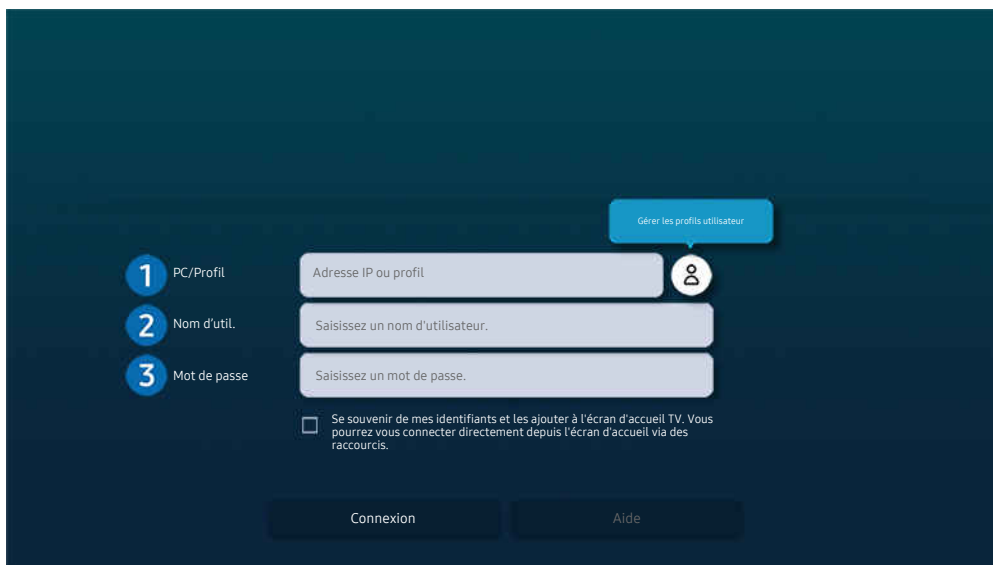 Gérer les profils utilisateur
1 PC/Profil Adresse IP ou profil
2 Nom d'util. Saisissez un nom d'utilisateur.
3 Mot de passe Saisissez un mot de passe.
Se souvenir de mes identifiants et les ajouter à l'écran d'accueil TV. Vous
pourrez vous connecter directement depuis l'écran d'accueil via des
raccourcis.
Connexion Aide